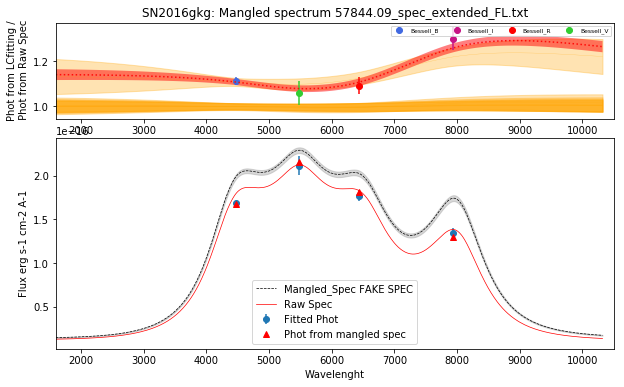 SN2016gkg: Mangled spectrum 57844.09_spec_extended_FL.txt
Phot from LCfitting /
Phot from Raw Spec
1.2
1.0
Bessell_B
Bessell_I
Bessell_R
Bessell_V
2000 3000 4000 5000 6000 7000 8000 9000 10000
1e−16
Flux erg s-1 cm-2 A-1
2.0
1.5
1.0
0.5
Mangled_Spec FAKE SPEC
Raw Spec
Fitted Phot
Phot from mangled spec
2000 3000 4000 5000 6000 7000 8000 9000 10000
Wavelenght